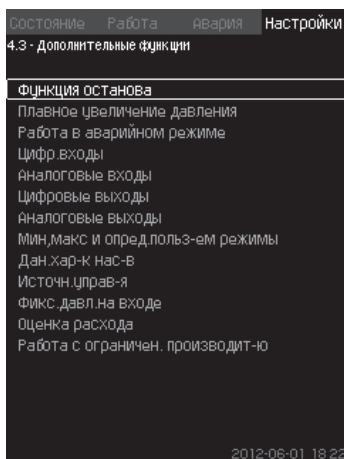 Состояние Работа Авария Настройки
4.3 - Дополнительные функции
Функция останова
Плавное увеличение давления
Работа в аварийном режиме
Цифр.входы
Аналоговые входы
Цифровые выходы
Аналоговые выходы
Мин,макс и опред.польз-ем режимы
Дан.хар-к нас-в
Источн.управ-я
Фикс.давл.на входе
Оценка расхода
Работа с ограничен. производит-ю
2012-06-01 18:22